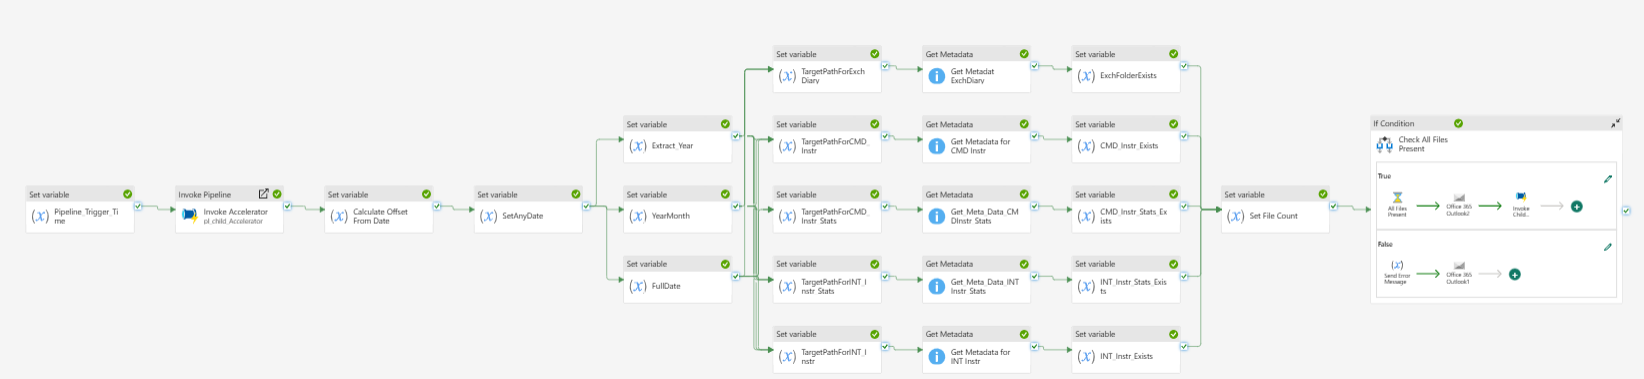 Set variable
(x) Pipeline_Trigger_Ti
me
Invoke Pipeline
Invoke Accelerator
pl_child_Accelerator
Set variable
(x) Calculate Offset
From Date
Set variable
(x) SetAnyDate
Set variable
(x) Extract_Year
Set variable
(x) YearMonth
Set variable
(x) FullDate
Set variable
(x) TargetPathForExch
Diary
Get Metadata
Get Metadat
ExchDiary
Set variable
(x) ExchFolderExists
Set variable
(x) TargetPathForCMD_
Instr
Get Metadata
Get Metadata for
CMD Instr
Set variable
(x) CMD_Instr_Exists
Set variable
(x) TargetPathForCMD_
Instr_Stats
Get Metadata
Get_Meta_Data_CM
DInstr Stats
Set variable
(x) CMD_Instr_Stats_Ex
ists
Set variable
(x) TargetPathForINT_I
nstr_Stats
Get Metadata
Get_Meta_Data_INT
Instr Stats
Set variable
(x) INT_Instr_Stats_Exis
ts
Set variable
(x) TargetPathForINT_I
nstr
Get Metadata
Get Metadata for
INT Instr
Set variable
(x) INT_Instr_Exists
Set variable
(x) Set File Count
If Condition
Check All Files
Present
True
All Files
Present
Office 365
Outlook2
Invoke
Child...
False
(x)
Send Error
Message
Office 365
Outlook1